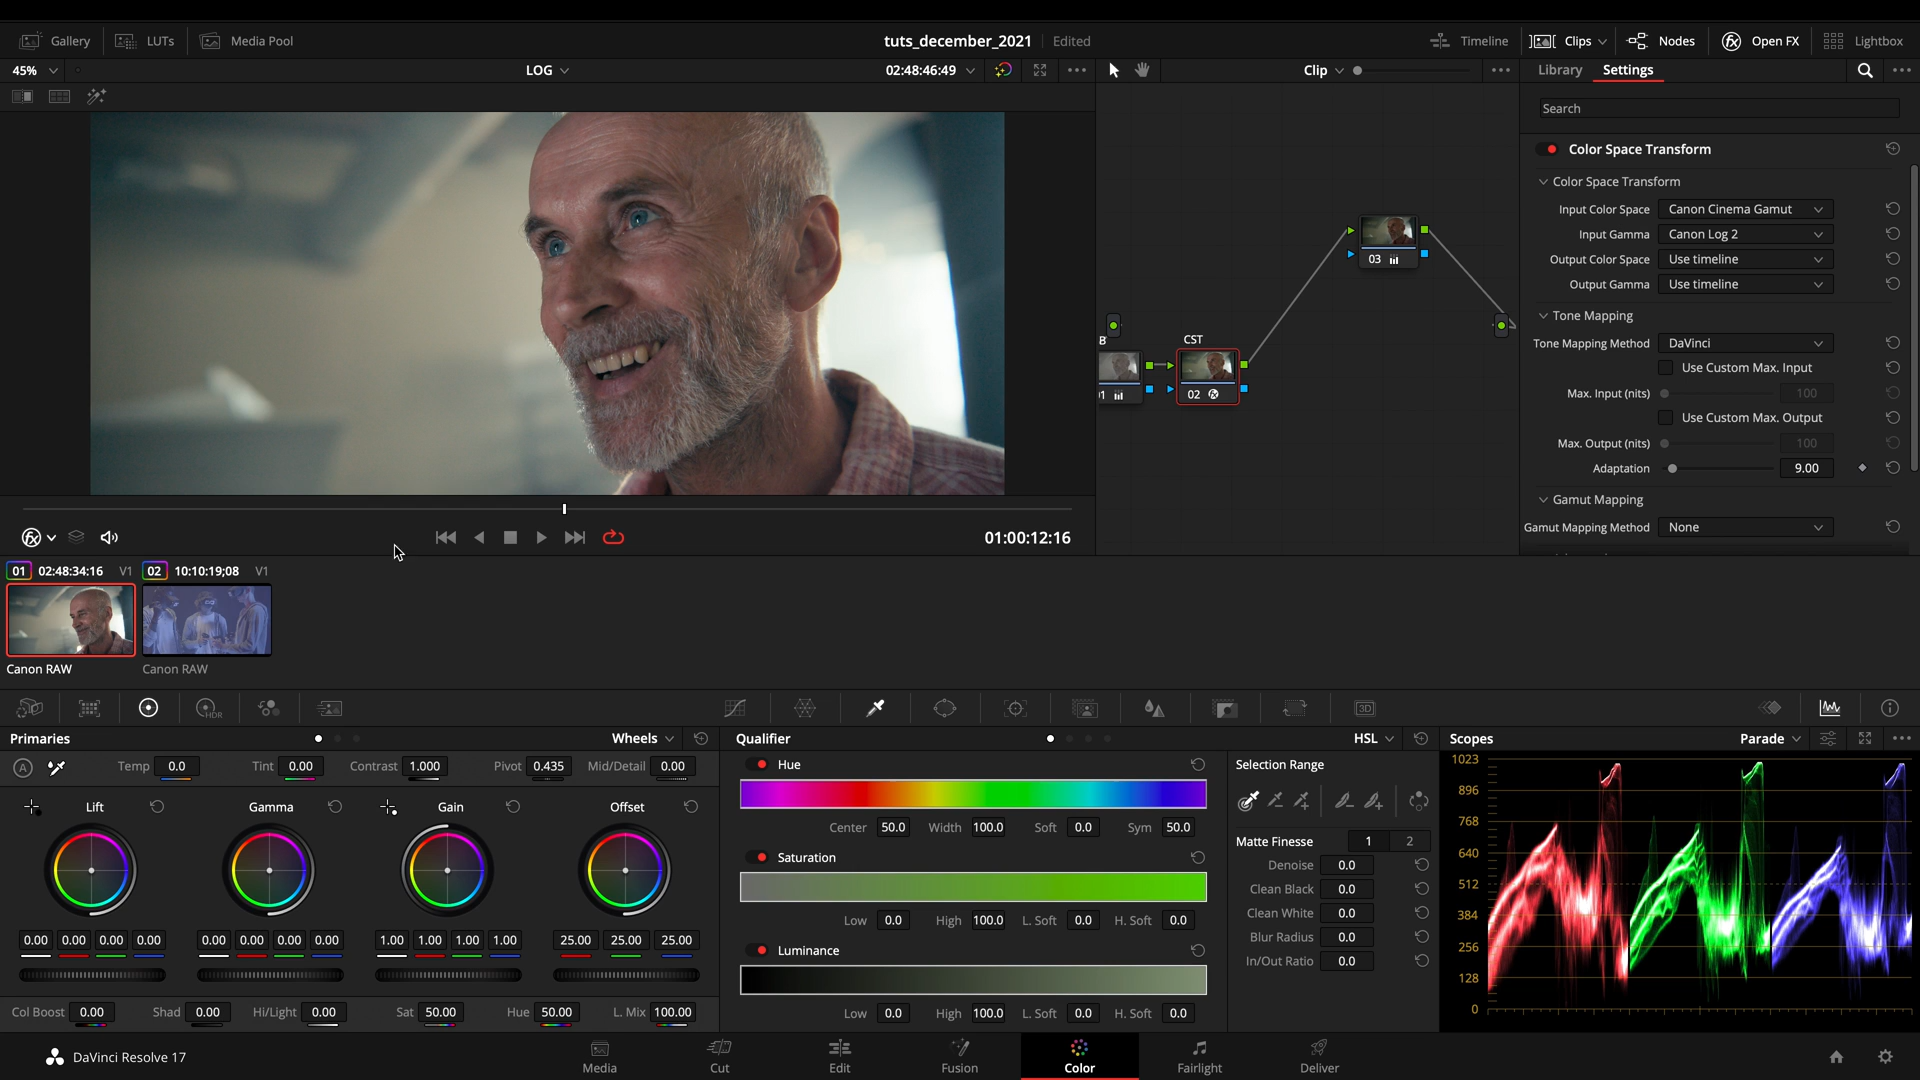 Gallery LUTs Media Pool tuts_december_2021 Edited Timeline Clips Nodes Open FX Lightbox
45% LOG 02:48:46:49 Clip Library Settings
Search
Color Space Transform
Color Space Transform
Input Color Space Canon Cinema Gamut
Input Gamma Canon Log 2
Output Color Space Use timeline
Output Gamma Use timeline
Tone Mapping
Tone Mapping Method DaVinci
Use Custom Max. Input
Max. Input (nits) 100
Use Custom Max. Output
Max. Output (nits) 100
Adaptation 9.00
Gamut Mapping
Gamut Mapping Method None
03
B CST
02
01:00:12:16
01 02:48:34:16 V1 02 10:10:19;08 V1
Canon RAW Canon RAW
HDR 3D
Primaries Wheels
A Temp 0.0 Tint 0.00 Contrast 1.000 Pivot 0.435 Mid/Detail 0.00
Lift Gamma Gain Offset
0.00 0.00 0.00 0.00 0.00 0.00 0.00 0.00 1.00 1.00 1.00 1.00 25.00 25.00 25.00
Col Boost 0.00 Shad 0.00 Hi/Light 0.00 Sat 50.00 Hue 50.00 L. Mix 100.00
Qualifier HSL
Hue
Center 50.0 Width 100.0 Soft 0.0 Sym 50.0
Saturation
Low 0.0 High 100.0 L. Soft 0.0 H. Soft 0.0
Luminance
Low 0.0 High 100.0 L. Soft 0.0 H. Soft 0.0
Selection Range
Matte Finesse 1 2
Denoise 0.0
Clean Black 0.0
Clean White 0.0
Blur Radius 0.0
In/Out Ratio 0.0
Scopes Parade
1023
896
768
640
512
384
256
128
0
DaVinci Resolve 17 Media Cut Edit Fusion Color Fairlight Deliver